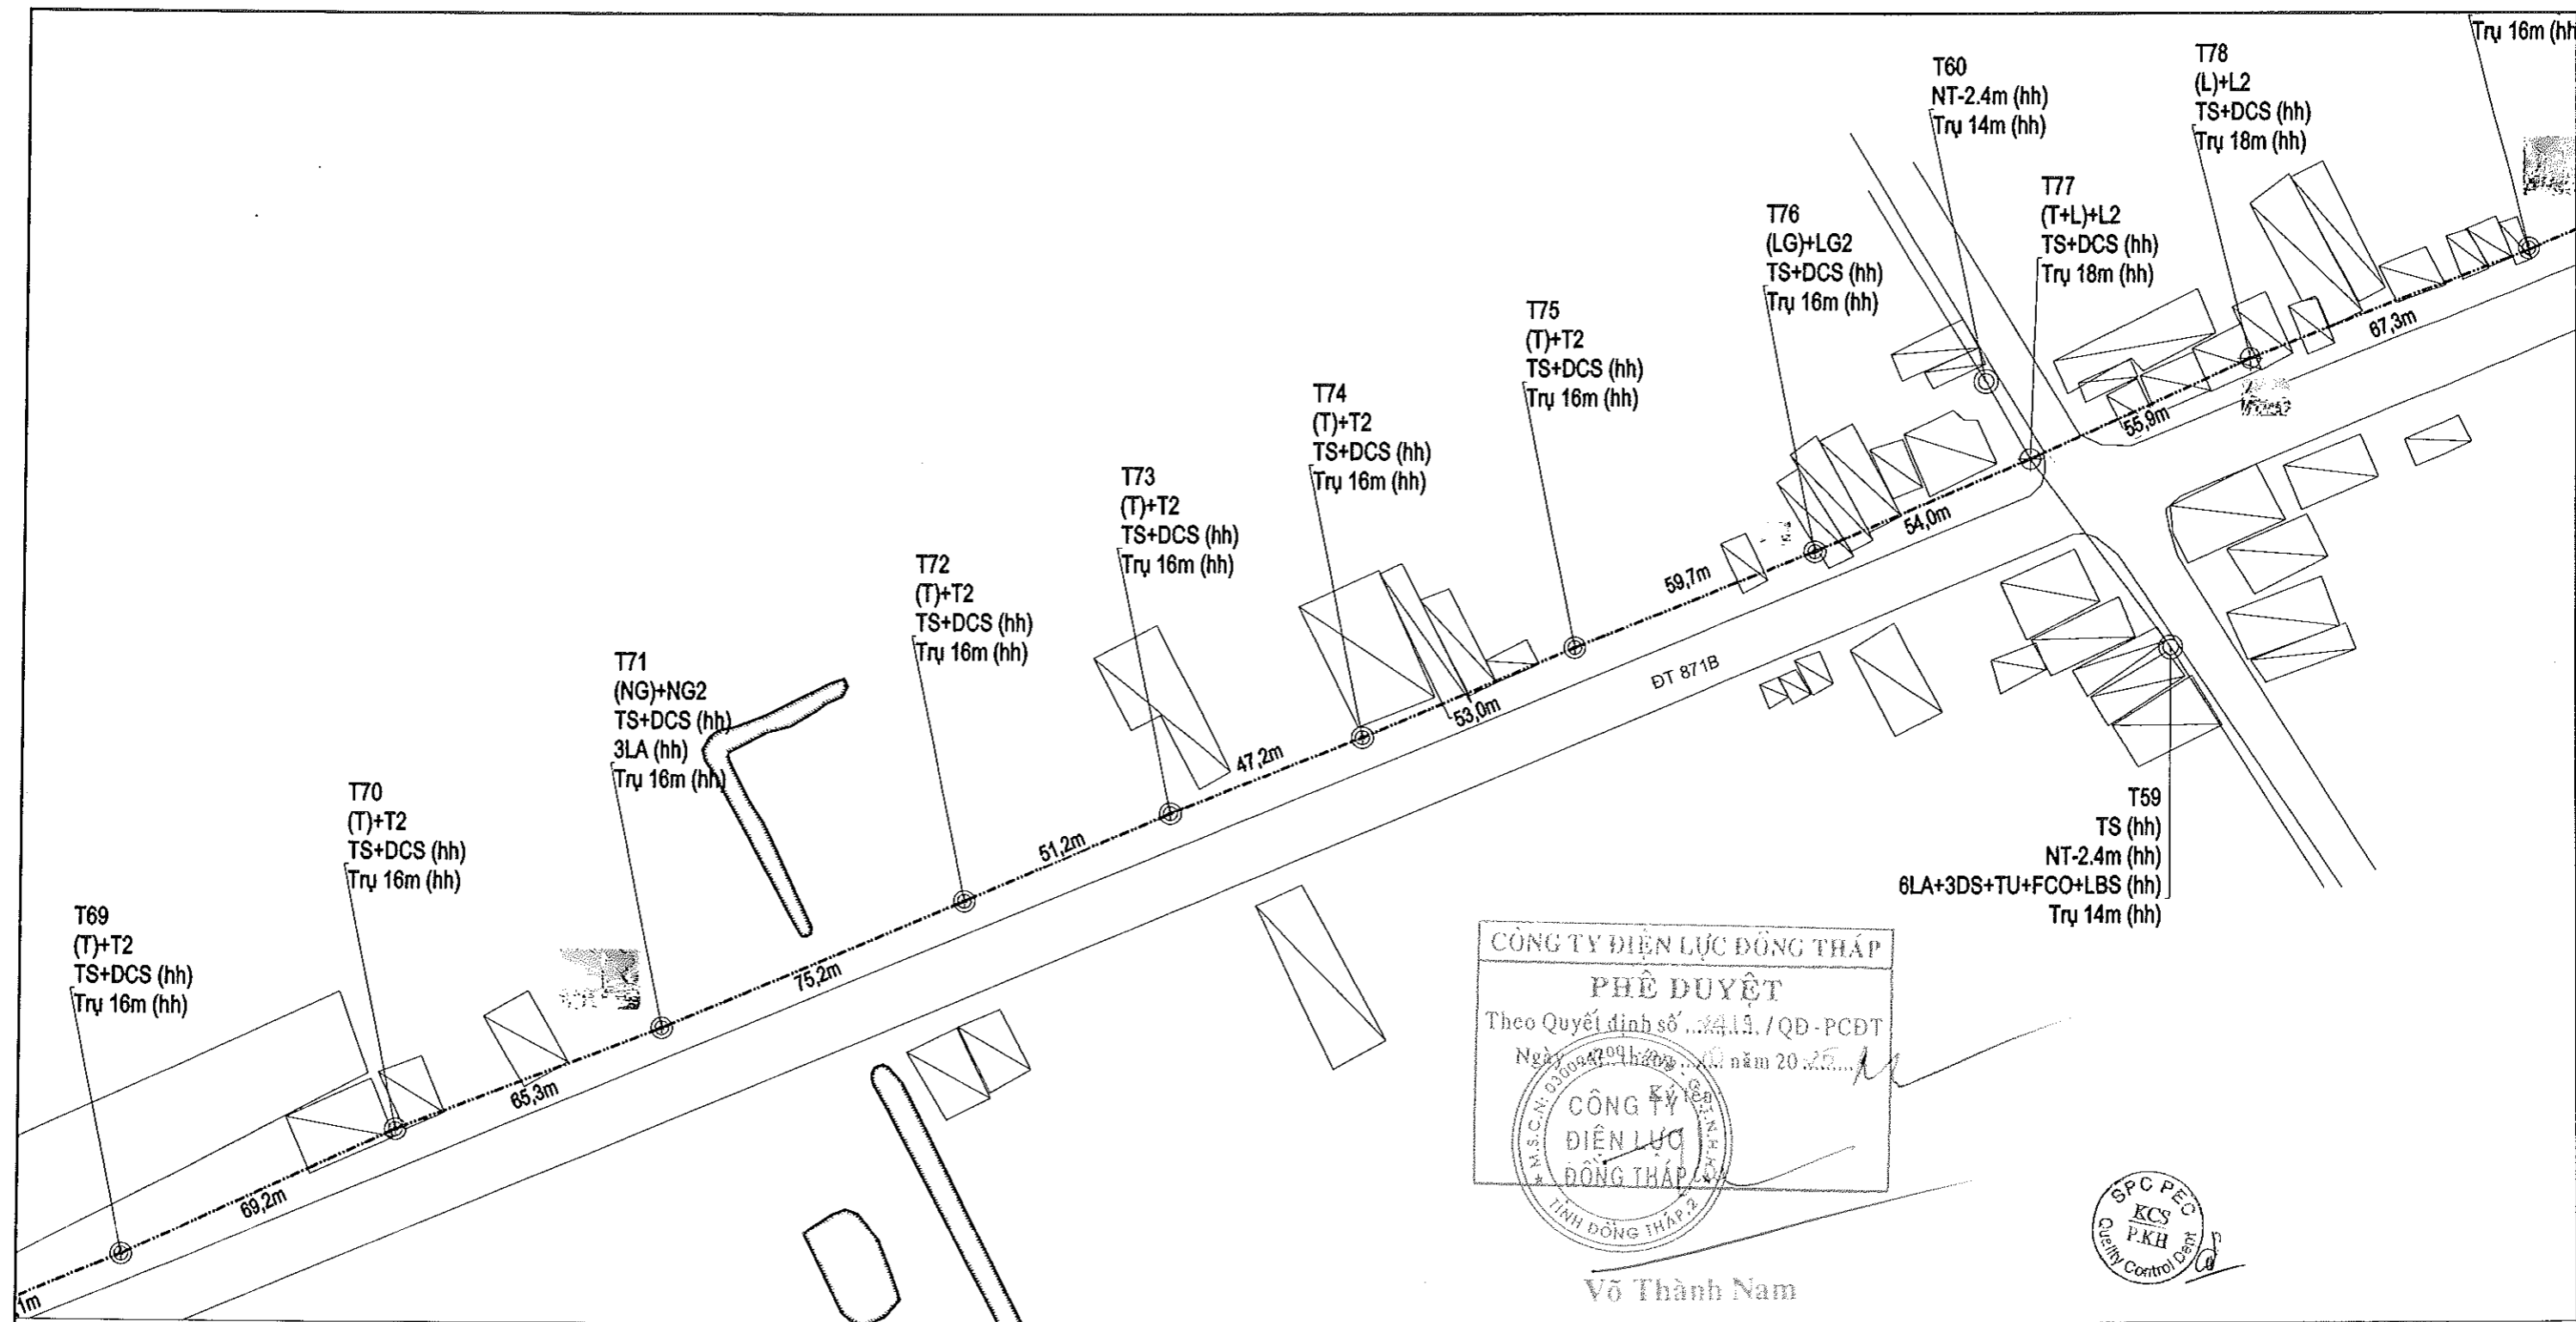 Trụ 16m (hh
T60
NT-2.4m (hh)
Trụ 14m (hh)
T78
(L)+L2
TS+DCS (hh)
Trụ 18m (hh)
T77
(T+L)+L2
TS+DCS (hh)
Trụ 18m (hh)
T76
(LG)+LG2
TS+DCS (hh)
Trụ 16m (hh)
T75
(T)+T2
TS+DCS (hh)
Trụ 16m (hh)
T74
(T)+T2
TS+DCS (hh)
Trụ 16m (hh)
T73
(T)+T2
TS+DCS (hh)
Trụ 16m (hh)
T72
(T)+T2
TS+DCS (hh)
Trụ 16m (hh)
T71
(NG)+NG2
TS+DCS (hh)
3LA (hh)
Trụ 16m (hh)
T70
(T)+T2
TS+DCS (hh)
Trụ 16m (hh)
T69
(T)+T2
TS+DCS (hh)
Trụ 16m (hh)
67,3m
55,9m
54,0m
59,7m
53,0m
47,2m
51,2m
75,2m
65,3m
69,2m
1m
ĐT 871B
T59
TS (hh)
NT-2.4m (hh)
6LA+3DS+TU+FCO+LBS (hh)
Trụ 14m (hh)
CÔNG TY ĐIỆN LỰC ĐỒNG THÁP
PHÊ DUYỆT
Theo Quyết định số / QĐ - PCĐT
Ngày tháng năm 20
Ký tên
CÔNG TY
ĐIỆN LỰC
ĐỒNG THÁP
TỈNH ĐỒNG THÁP
Võ Thành Nam
SPC PEC
KCS
P.KH
Quality Control Dept